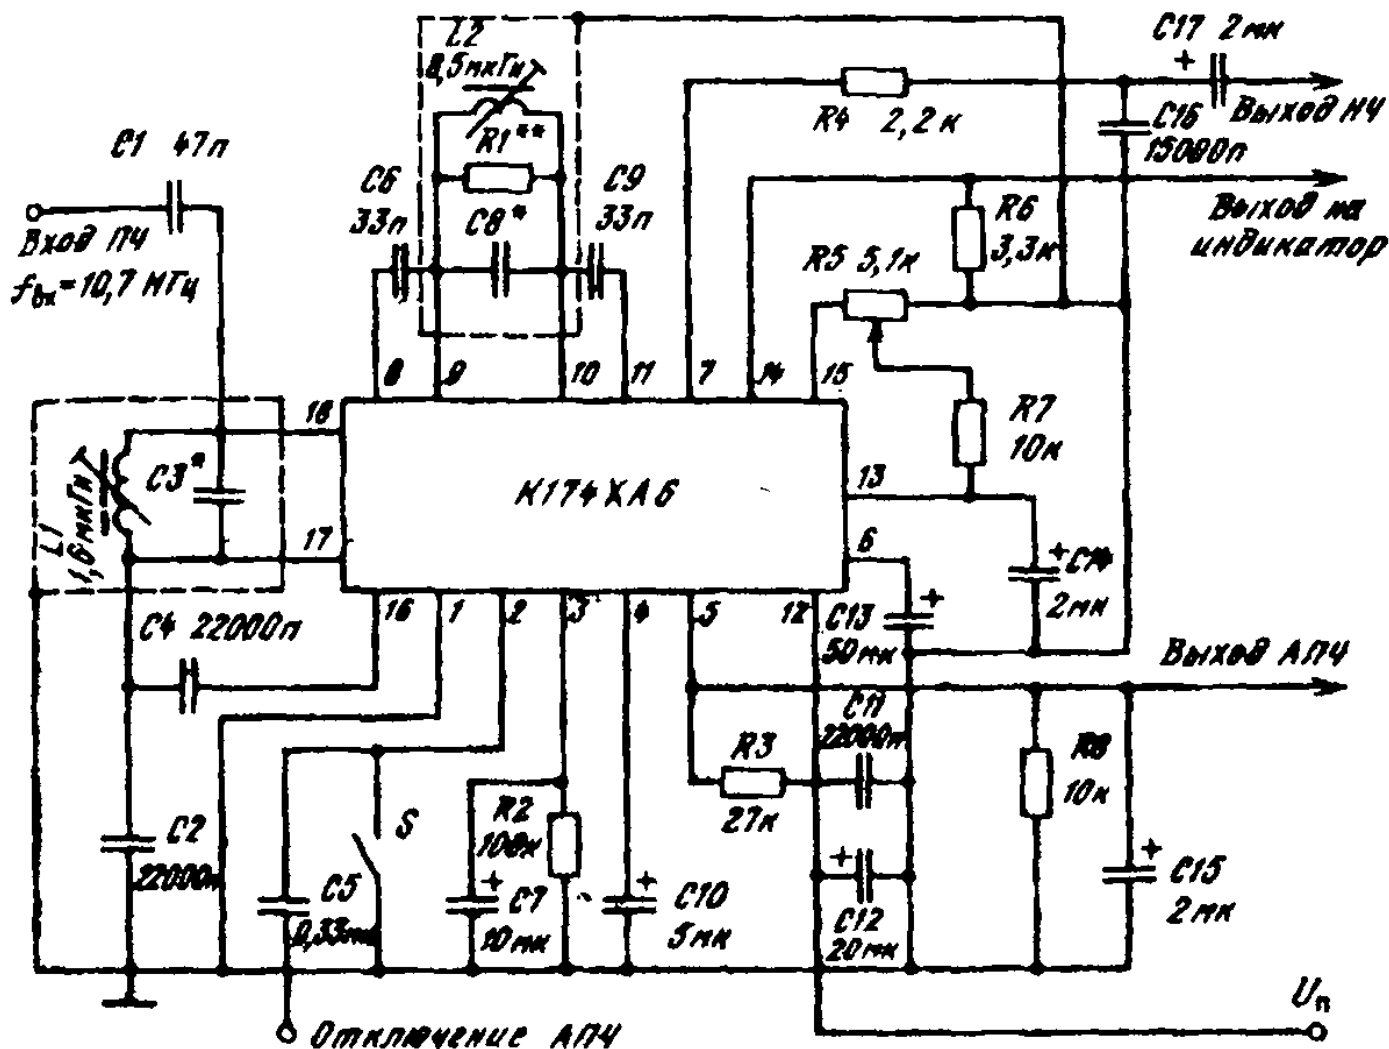 L2
0,5мкГн
C17 2мк
R4 2,2к
Выход НЧ
C16
15000п
C1 47п
R1**
C6
33п
C8*
C9
33п
Вход ПЧ
fвх=10,7 МГц
R6
3,3к
Выход на
индикатор
R5 5,1к
8
9
10
11
7
14
15
R7
10к
18
C3*
L1
1,6мкГн
17
К174ХА6
13
6
C14
2мк
C4 22000п
16
1
2
3
4
5
12
C13
50мк
Выход АПЧ
C11
22000п
R3
27к
R8
10к
C2
22000п
S
R2
100к
C5
0,33мк
C7
10мк
C10
5мк
C12
20мк
C15
2мк
Uп
Отключение АПЧ